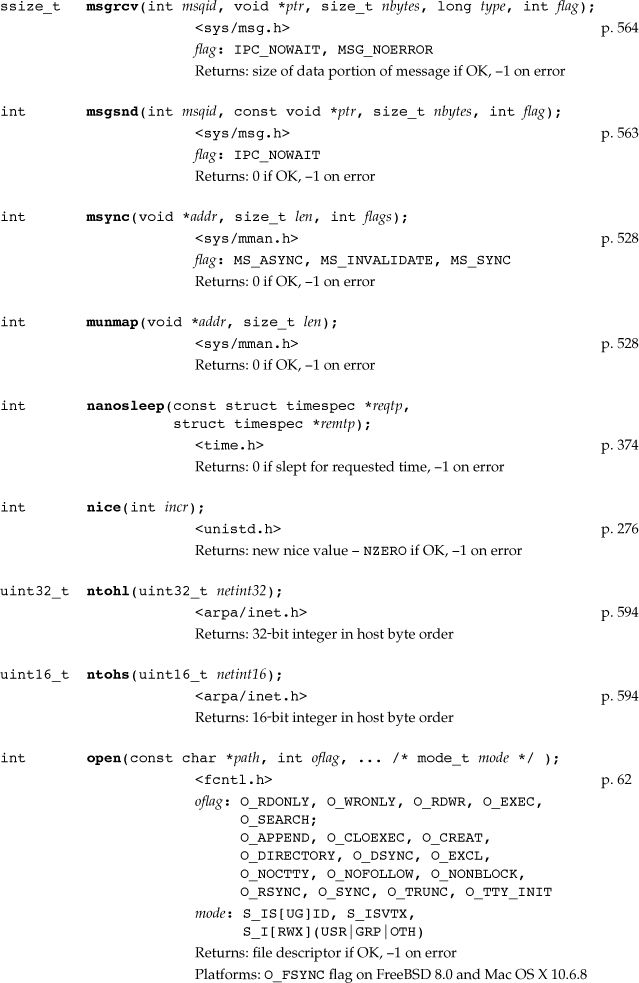 ssize_t msgrcv(int msqid, void *ptr, size_t nbytes, long type, int flag);
<sys/msg.h> p. 564
flag: IPC_NOWAIT, MSG_NOERROR
Returns: size of data portion of message if OK, –1 on error
int msgsnd(int msqid, const void *ptr, size_t nbytes, int flag);
<sys/msg.h> p. 563
flag: IPC_NOWAIT
Returns: 0 if OK, –1 on error
int msync(void *addr, size_t len, int flags);
<sys/mman.h> p. 528
flag: MS_ASYNC, MS_INVALIDATE, MS_SYNC
Returns: 0 if OK, –1 on error
int munmap(void *addr, size_t len);
<sys/mman.h> p. 528
Returns: 0 if OK, –1 on error
int nanosleep(const struct timespec *reqtp,
struct timespec *remtp);
<time.h> p. 374
Returns: 0 if slept for requested time, –1 on error
int nice(int incr);
<unistd.h> p. 276
Returns: new nice value – NZERO if OK, –1 on error
uint32_t ntohl(uint32_t netint32);
<arpa/inet.h> p. 594
Returns: 32-bit integer in host byte order
uint16_t ntohs(uint16_t netint16);
<arpa/inet.h> p. 594
Returns: 16-bit integer in host byte order
int open(const char *path, int oflag, ... /* mode_t mode */ );
<fcntl.h> p. 62
oflag: O_RDONLY, O_WRONLY, O_RDWR, O_EXEC,
O_SEARCH;
O_APPEND, O_CLOEXEC, O_CREAT,
O_DIRECTORY, O_DSYNC, O_EXCL,
O_NOCTTY, O_NOFOLLOW, O_NONBLOCK,
O_RSYNC, O_SYNC, O_TRUNC, O_TTY_INIT
mode: S_IS[UG]ID, S_ISVTX,
S_I[RWX](USR|GRP|OTH)
Returns: file descriptor if OK, –1 on error
Platforms: O_FSYNC flag on FreeBSD 8.0 and Mac OS X 10.6.8